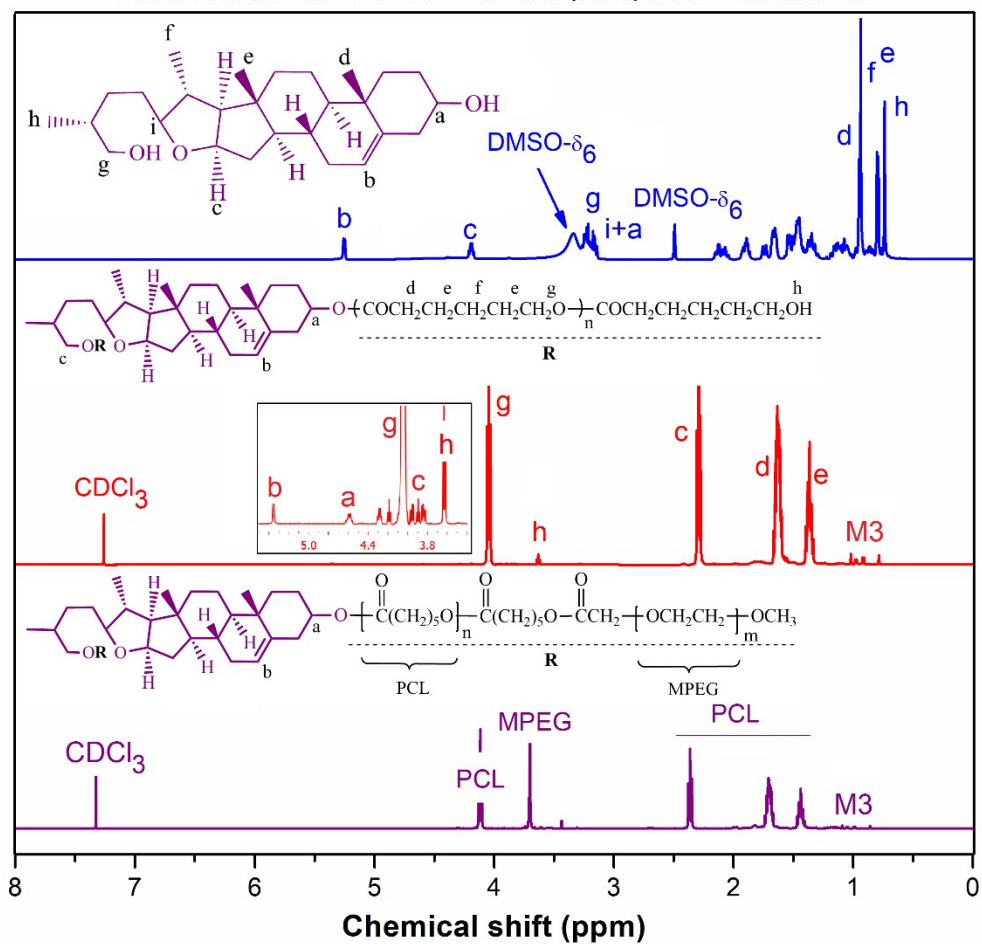 f
H
e
d
h
i
H
H
H
a
OH
g
OH
O
H
b
H
c
DMSO-δ6
b
c
g
i+a
DMSO-δ6
d
f
e
h
d e f e g h
O-(COCH2CH2CH2CH2CH2O)n-COCH2CH2CH2CH2CH2OH
R
H
H
H
a
OR
O
c
H
H
b
CDCl3
b
a
g
c
h
5.0 4.4 3.8
g
h
c
d
e
M3
O O O
O-[C(CH2)5O]n-C(CH2)5O-C-CH2-(OCH2CH2)m-OCH3
R
PCL
MPEG
H
H
H
a
OR
O
H
H
b
CDCl3
PCL
MPEG
PCL
M3
8 7 6 5 4 3 2 1 0
Chemical shift (ppm)